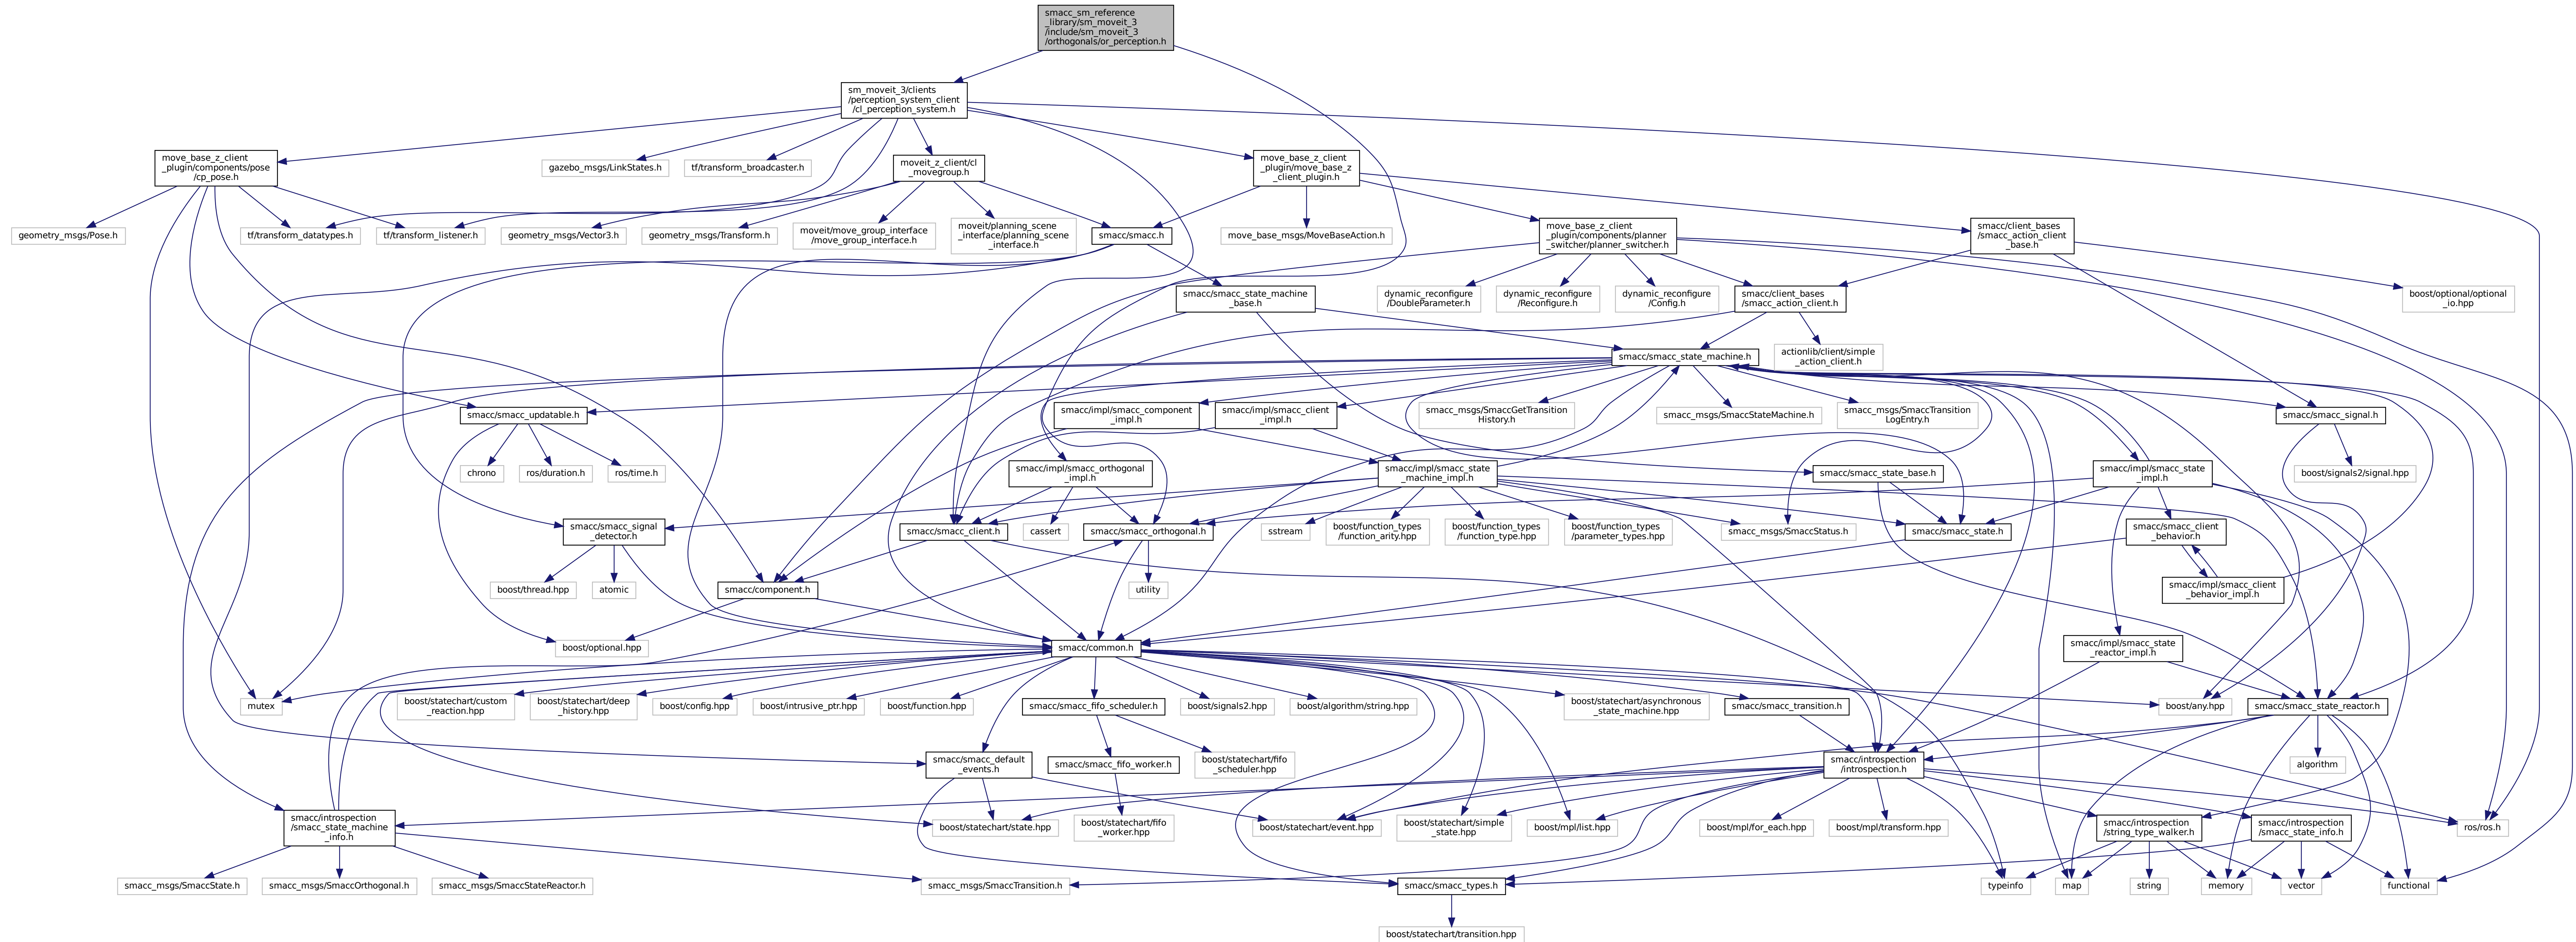 smacc_sm_reference
_library/sm_moveit_3
/include/sm_moveit_3
/orthogonals/or_perception.h
sm_moveit_3/clients
/perception_system_client
/cl_perception_system.h
move_base_z_client
_plugin/components/pose
/cp_pose.h
gazebo_msgs/LinkStates.h
tf/transform_broadcaster.h
moveit_z_client/cl
_movegroup.h
move_base_z_client
_plugin/move_base_z
_client_plugin.h
geometry_msgs/Pose.h
tf/transform_datatypes.h
tf/transform_listener.h
geometry_msgs/Vector3.h
geometry_msgs/Transform.h
moveit/move_group_interface
/move_group_interface.h
moveit/planning_scene
_interface/planning_scene
_interface.h
smacc/smacc.h
move_base_msgs/MoveBaseAction.h
move_base_z_client
_plugin/components/planner
_switcher/planner_switcher.h
smacc/client_bases
/smacc_action_client
_base.h
smacc/smacc_state_machine
_base.h
dynamic_reconfigure
/DoubleParameter.h
dynamic_reconfigure
/Reconfigure.h
dynamic_reconfigure
/Config.h
smacc/client_bases
/smacc_action_client.h
boost/optional/optional
_io.hpp
smacc/smacc_state_machine.h
actionlib/client/simple
_action_client.h
smacc/smacc_updatable.h
smacc/impl/smacc_component
_impl.h
smacc/impl/smacc_client
_impl.h
smacc_msgs/SmaccGetTransition
History.h
smacc_msgs/SmaccStateMachine.h
smacc_msgs/SmaccTransition
LogEntry.h
smacc/smacc_signal.h
chrono
ros/duration.h
ros/time.h
smacc/impl/smacc_orthogonal
_impl.h
smacc/impl/smacc_state
_machine_impl.h
smacc/smacc_state_base.h
smacc/impl/smacc_state
_impl.h
boost/signals2/signal.hpp
smacc/smacc_signal
_detector.h
smacc/smacc_client.h
cassert
smacc/smacc_orthogonal.h
sstream
boost/function_types
/function_arity.hpp
boost/function_types
/function_type.hpp
boost/function_types
/parameter_types.hpp
smacc_msgs/SmaccStatus.h
smacc/smacc_state.h
smacc/smacc_client
_behavior.h
boost/thread.hpp
atomic
smacc/component.h
utility
smacc/impl/smacc_client
_behavior_impl.h
boost/optional.hpp
smacc/common.h
smacc/impl/smacc_state
_reactor_impl.h
mutex
boost/statechart/custom
_reaction.hpp
boost/statechart/deep
_history.hpp
boost/config.hpp
boost/intrusive_ptr.hpp
boost/function.hpp
smacc/smacc_fifo_scheduler.h
boost/signals2.hpp
boost/algorithm/string.hpp
boost/statechart/asynchronous
_state_machine.hpp
smacc/smacc_transition.h
boost/any.hpp
smacc/smacc_state_reactor.h
smacc/smacc_default
_events.h
smacc/smacc_fifo_worker.h
boost/statechart/fifo
_scheduler.hpp
smacc/introspection
/introspection.h
algorithm
smacc/introspection
/smacc_state_machine
_info.h
boost/statechart/state.hpp
boost/statechart/fifo
_worker.hpp
boost/statechart/event.hpp
boost/statechart/simple
_state.hpp
boost/mpl/list.hpp
boost/mpl/for_each.hpp
boost/mpl/transform.hpp
smacc/introspection
/string_type_walker.h
smacc/introspection
/smacc_state_info.h
ros/ros.h
smacc_msgs/SmaccState.h
smacc_msgs/SmaccOrthogonal.h
smacc_msgs/SmaccStateReactor.h
smacc_msgs/SmaccTransition.h
smacc/smacc_types.h
typeinfo
map
string
memory
vector
functional
boost/statechart/transition.hpp